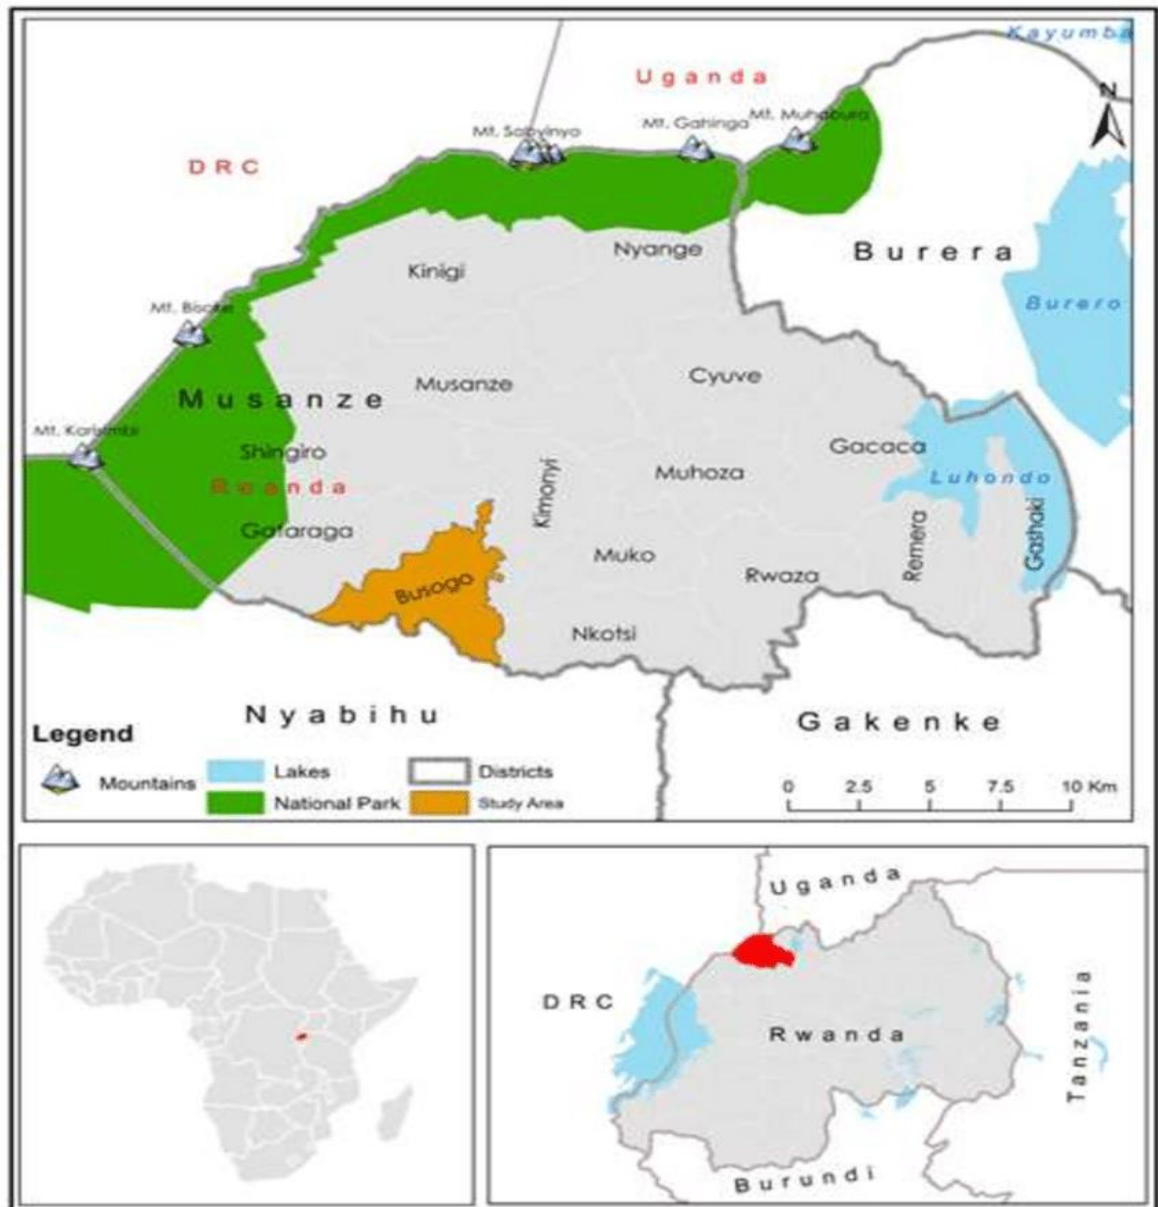 Kayumba
Uganda
N
Mt. Muhabura
Mt. Gahinga
Mt. Sabyinyo
DRC
Burera
Nyange
Kinigi
Burero
Mt. Bisoke
Musanze
Cyuve
Musanze
Mt. Karisimbi
Gacaca
Shingiro
Muhoza
Luhondo
Rwanda
Kimonyi
Gataraga
Remera
Gashaki
Muko
Busogo
Rwaza
Nkotsi
Nyabihu
Gakenke
Legend
Mountains
Lakes
Districts
National Park
Study Area
0 2.5 5 7.5 10 Km
Uganda
DRC
Rwanda
Tanzania
Burundi